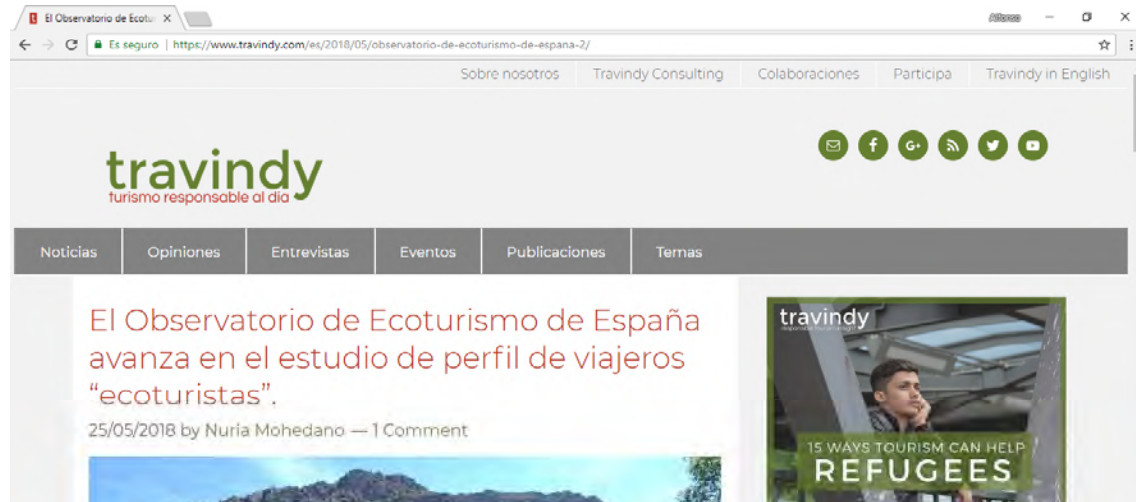 El Observatorio de Ecotu
Alfonso
Es seguro | https://www.travindy.com/es/2018/05/observatorio-de-ecoturismo-de-espana-2/
Sobre nosotros Travindy Consulting Colaboraciones Participa Travindy in English
travindy
turismo responsable al día
Noticias Opiniones Entrevistas Eventos Publicaciones Temas
El Observatorio de Ecoturismo de España
avanza en el estudio de perfil de viajeros
“ecoturistas”.
25/05/2018 by Nuria Mohedano — 1 Comment
travindy
15 WAYS TOURISM CAN HELP
REFUGEES